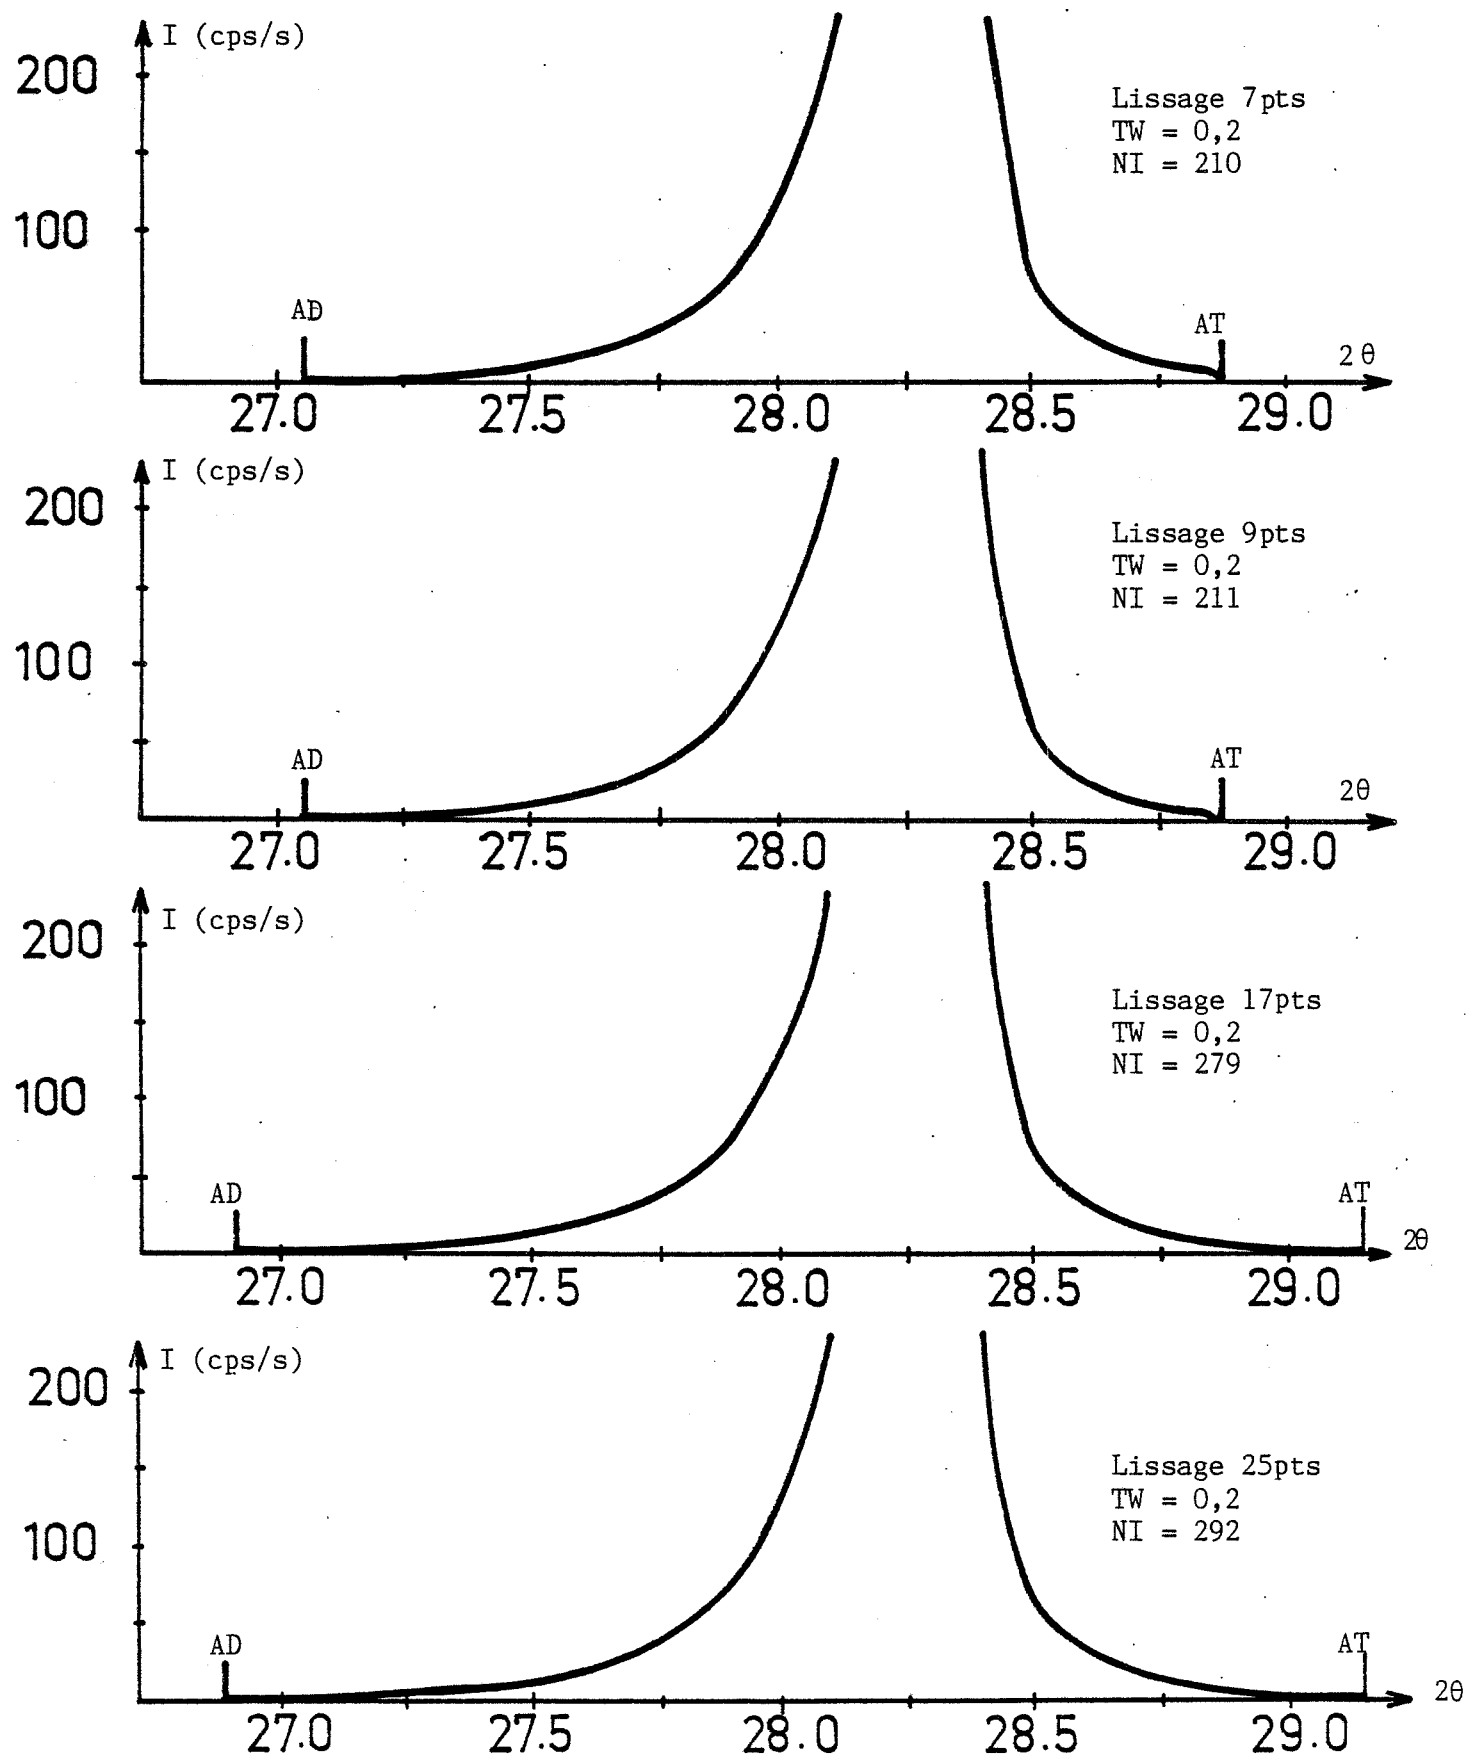 I (cps/s)
200
Lissage 7pts
TW = 0,2
NI = 210
100
AD
AT
2θ
27.0 27.5 28.0 28.5 29.0
I (cps/s)
200
Lissage 9pts
TW = 0,2
NI = 211
100
AD
AT
2θ
27.0 27.5 28.0 28.5 29.0
I (cps/s)
200
Lissage 17pts
TW = 0,2
NI = 279
100
AD
AT
2θ
27.0 27.5 28.0 28.5 29.0
I (cps/s)
200
Lissage 25pts
TW = 0,2
NI = 292
100
AD
AT
2θ
27.0 27.5 28.0 28.5 29.0